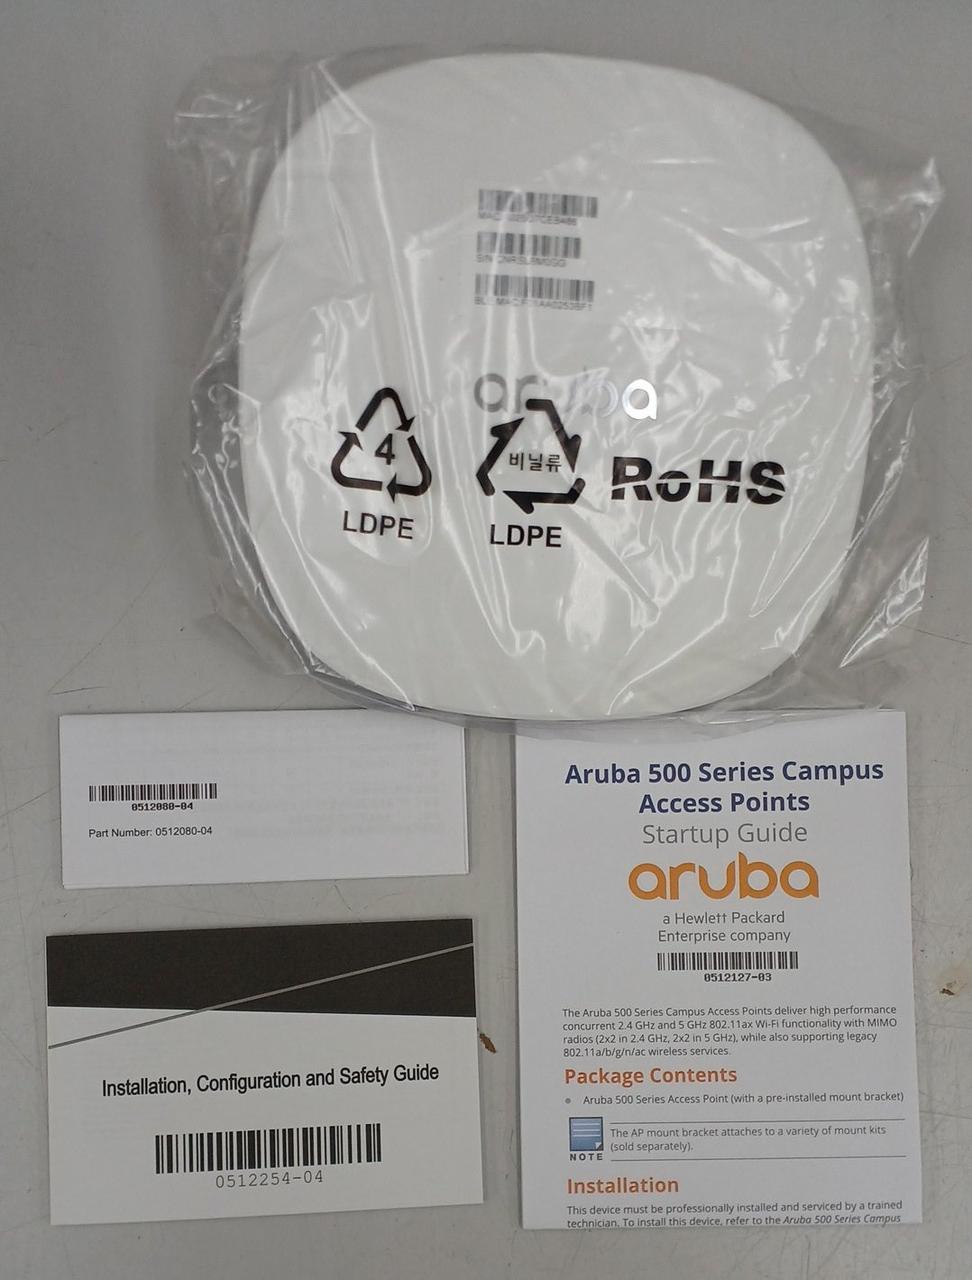 aruba
4
LDPE
비닐류
LDPE
RoHS
0512080-04
Part Number: 0512080-04
Installation, Configuration and Safety Guide
0512254-04
Aruba 500 Series Campus
Access Points
Startup Guide
aruba
a Hewlett Packard
Enterprise company
0512127-03
The Aruba 500 Series Campus Access Points deliver high performance
concurrent 2.4 GHz and 5 GHz 802.11ax Wi-Fi functionality with MIMO
radios (2x2 in 2.4 GHz, 2x2 in 5 GHz), while also supporting legacy
802.11a/b/g/n/ac wireless services.
Package Contents
• Aruba 500 Series Access Point (with a pre-installed mount bracket)
NOTE
The AP mount bracket attaches to a variety of mount kits
(sold separately).
Installation
This device must be professionally installed and serviced by a trained
technician. To install this device, refer to the Aruba 500 Series Campus